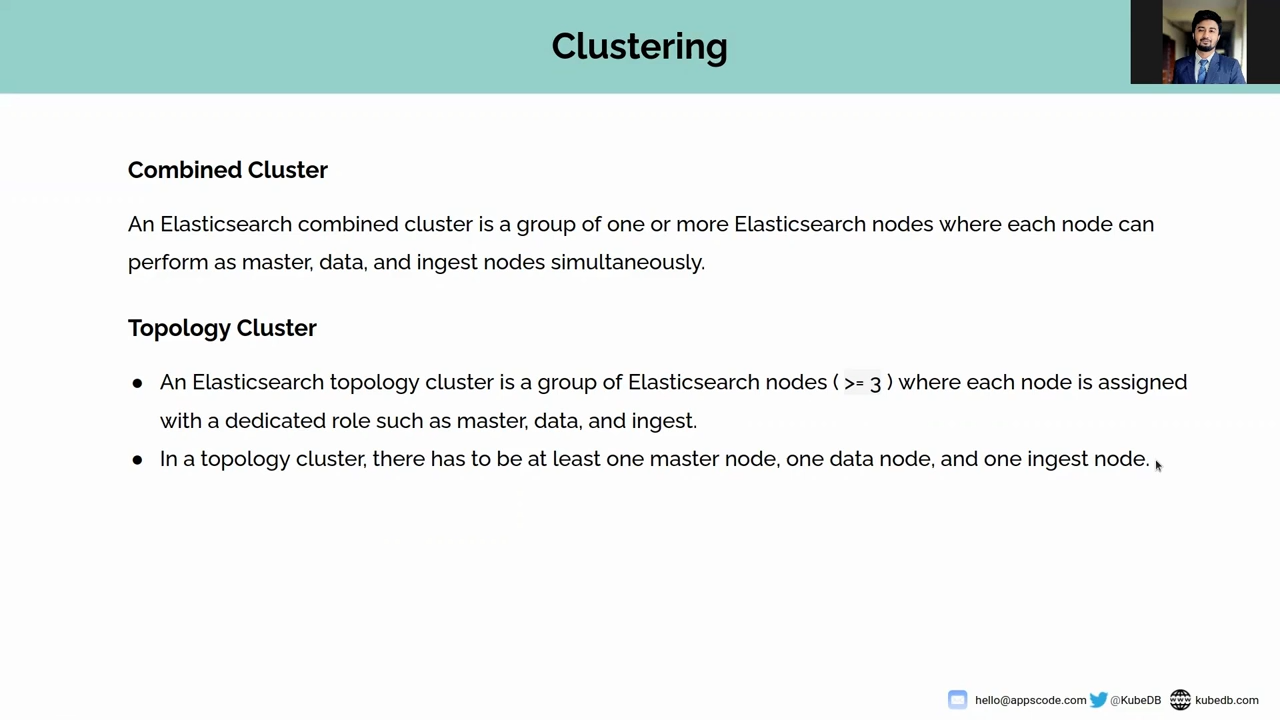 Clustering
Combined Cluster
An Elasticsearch combined cluster is a group of one or more Elasticsearch nodes where each node can
perform as master, data, and ingest nodes simultaneously.
Topology Cluster
● An Elasticsearch topology cluster is a group of Elasticsearch nodes ( >= 3 ) where each node is assigned
with a dedicated role such as master, data, and ingest.
● In a topology cluster, there has to be at least one master node, one data node, and one ingest node.
hello@appscode.com @KubeDB WWW kubedb.com